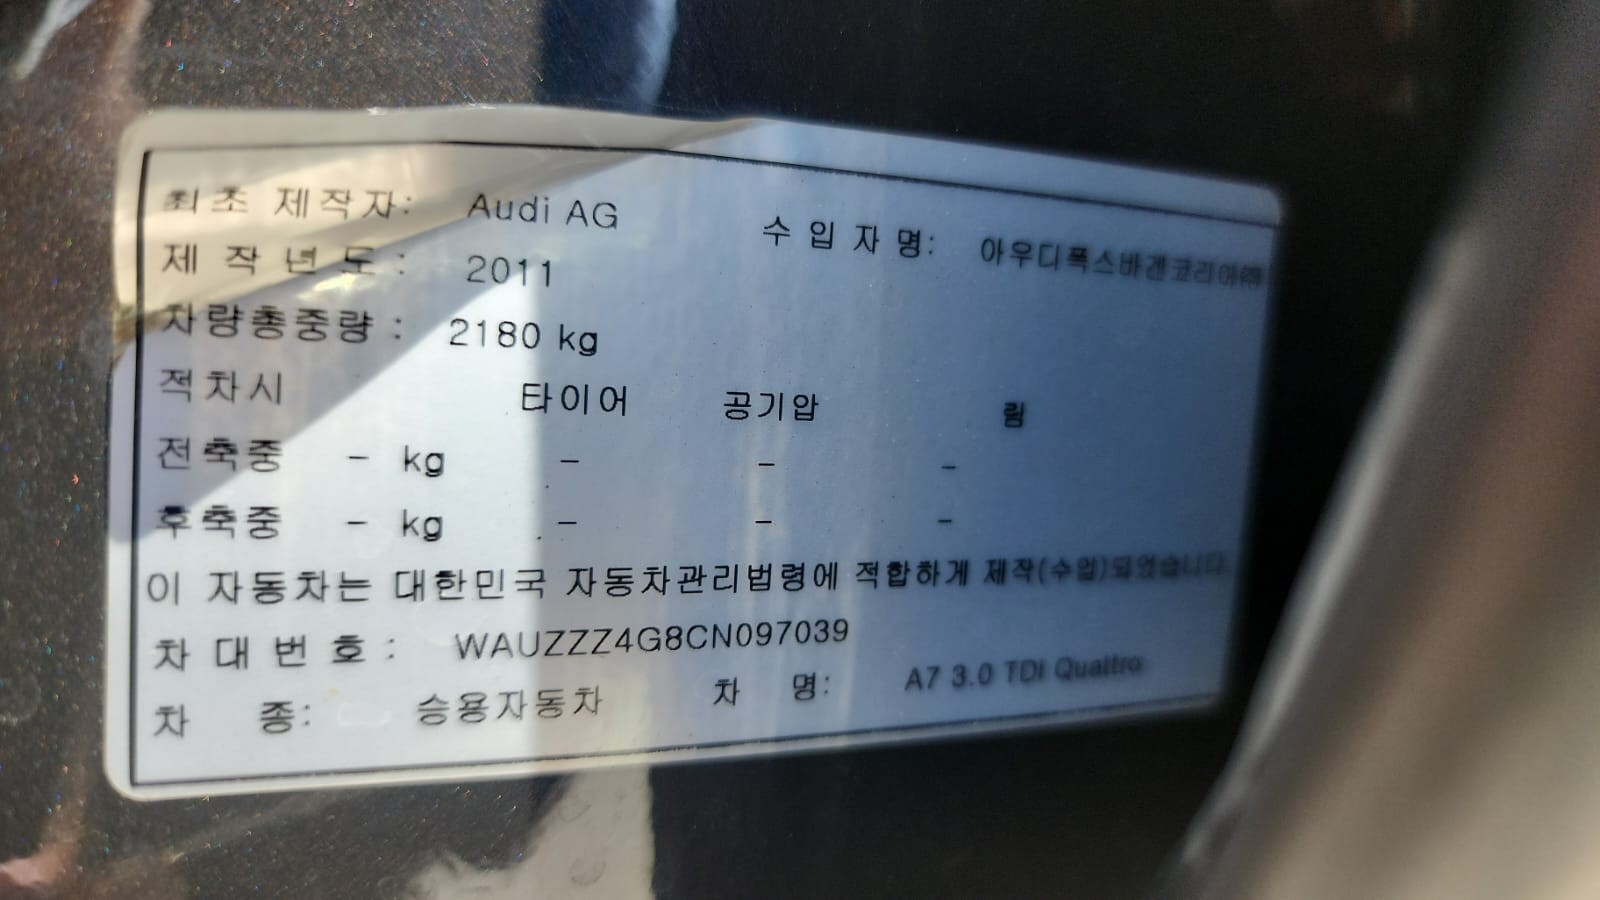 최초 제작자: Audi AG 수 입 자 명: 아우디폭스바겐코리아㈜
제 작 년 도 : 2011
차량총중량 : 2180 kg
적차시 타이어 공기압 림
전축중 - kg - - -
후축중 - kg - - -
이 자동차는 대한민국 자동차관리법령에 적합하게 제작(수입)되었습니다.
차 대 번 호 : WAUZZZ4G8CN097039
차 종: 승용자동차 차 명: A7 3.0 TDI Quattro